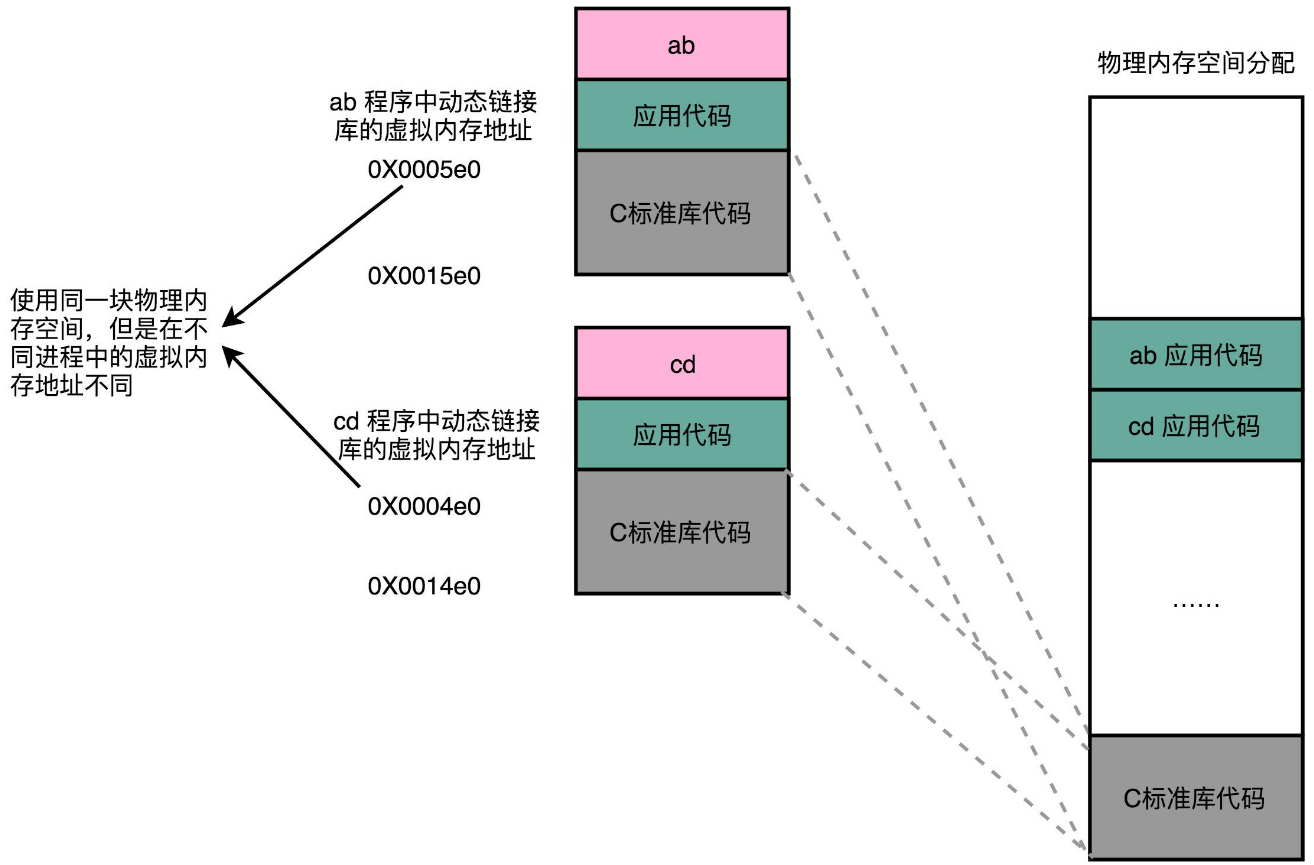 ab
应用代码
C标准库代码
ab 程序中动态链接
库的虚拟内存地址
0X0005e0
0X0015e0
使用同一块物理内
存空间，但是在不
同进程中的虚拟内
存地址不同
cd
应用代码
C标准库代码
cd 程序中动态链接
库的虚拟内存地址
0X0004e0
0X0014e0
物理内存空间分配
ab 应用代码
cd 应用代码
……
C标准库代码